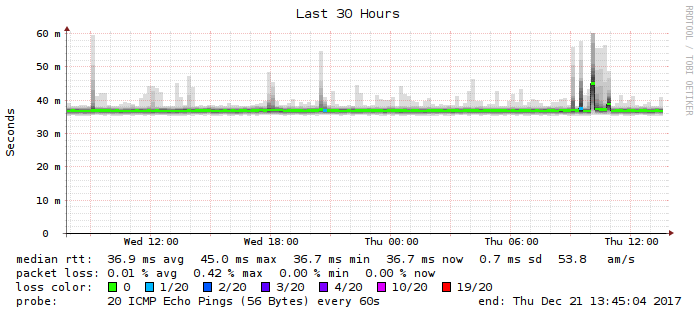 Last 30 Hours
RRDTOOL / TOBI OETIKER
Seconds
60 m
50 m
40 m
30 m
20 m
10 m
0
Wed 12:00 Wed 18:00 Thu 00:00 Thu 06:00 Thu 12:00
median rtt: 36.9 ms avg 45.0 ms max 36.7 ms min 36.7 ms now 0.7 ms sd 53.8 am/s
packet loss: 0.01 % avg 0.42 % max 0.00 % min 0.00 % now
loss color: 0 1/20 2/20 3/20 4/20 10/20 19/20
probe: 20 ICMP Echo Pings (56 Bytes) every 60s end: Thu Dec 21 13:45:04 2017